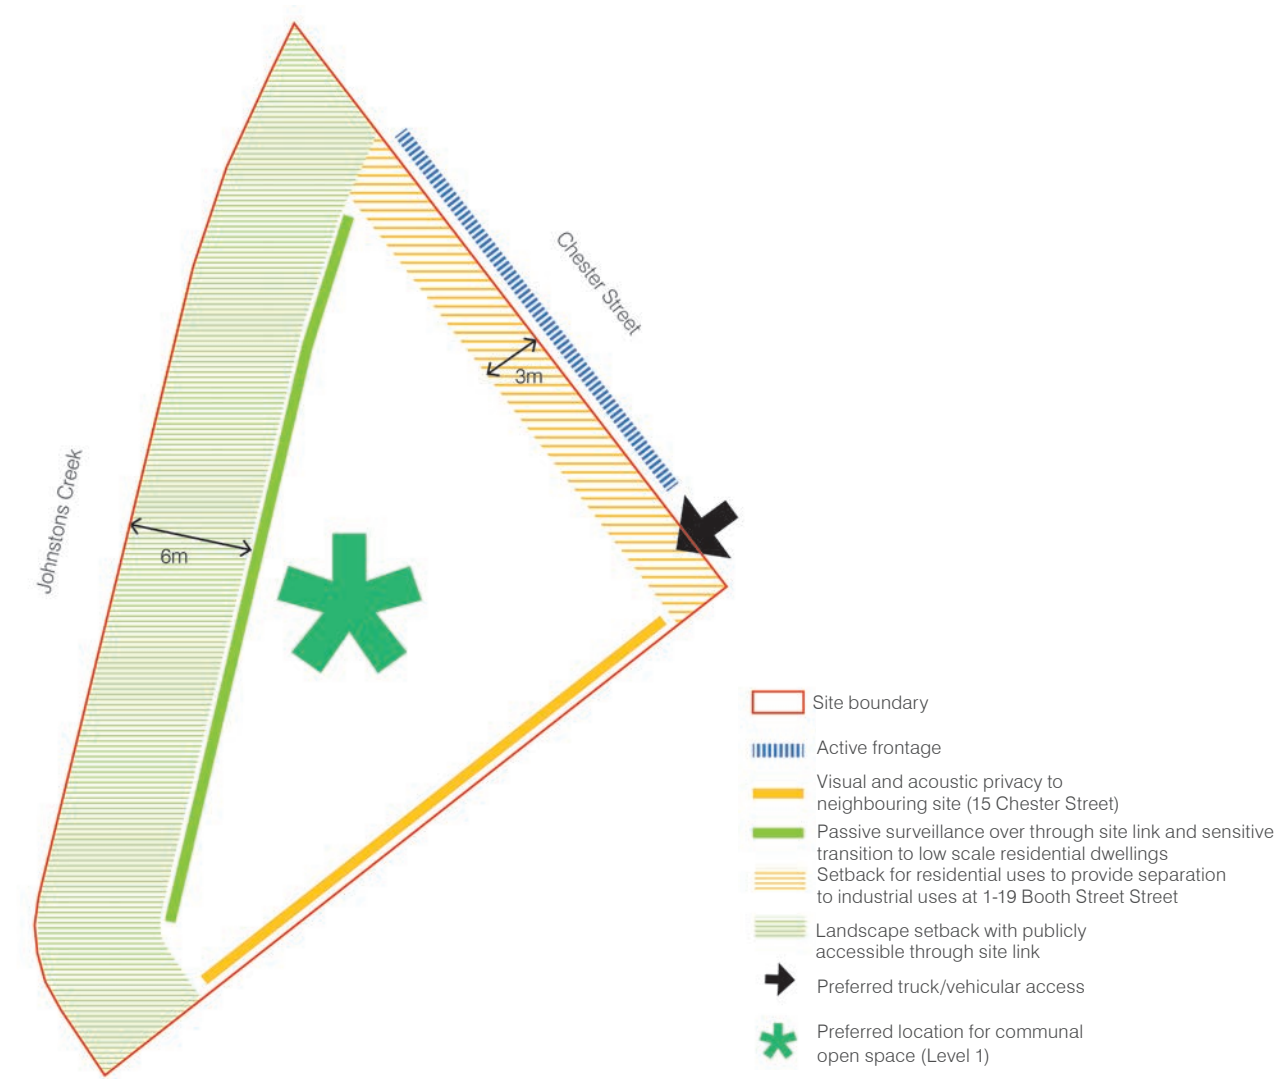 Chester Street
3m
Johnstons Creek
6m
Site boundary
Active frontage
Visual and acoustic privacy to
neighbouring site (15 Chester Street)
Passive surveillance over through site link and sensitive
transition to low scale residential dwellings
Setback for residential uses to provide separation
to industrial uses at 1-19 Booth Street Street
Landscape setback with publicly
accessible through site link
Preferred truck/vehicular access
Preferred location for communal
open space (Level 1)